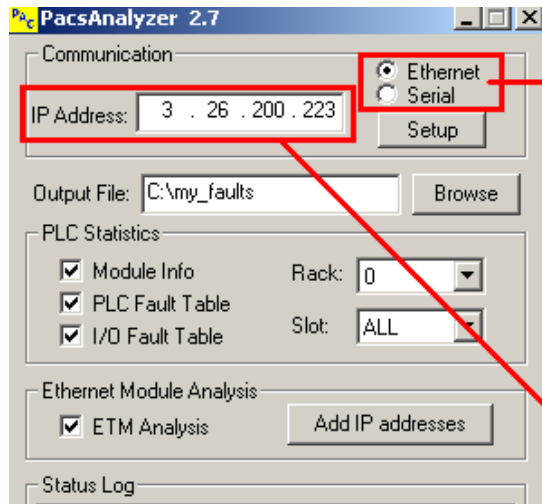 PAC PacsAnalyzer 2.7
Communication
Ethernet
Serial
IP Address: 3 . 26 . 200 . 223
Setup
Output File: C:\my_faults Browse
PLC Statistics
Module Info Rack: 0
PLC Fault Table
I/O Fault Table Slot: ALL
Ethernet Module Analysis
ETM Analysis Add IP addresses
Status Log